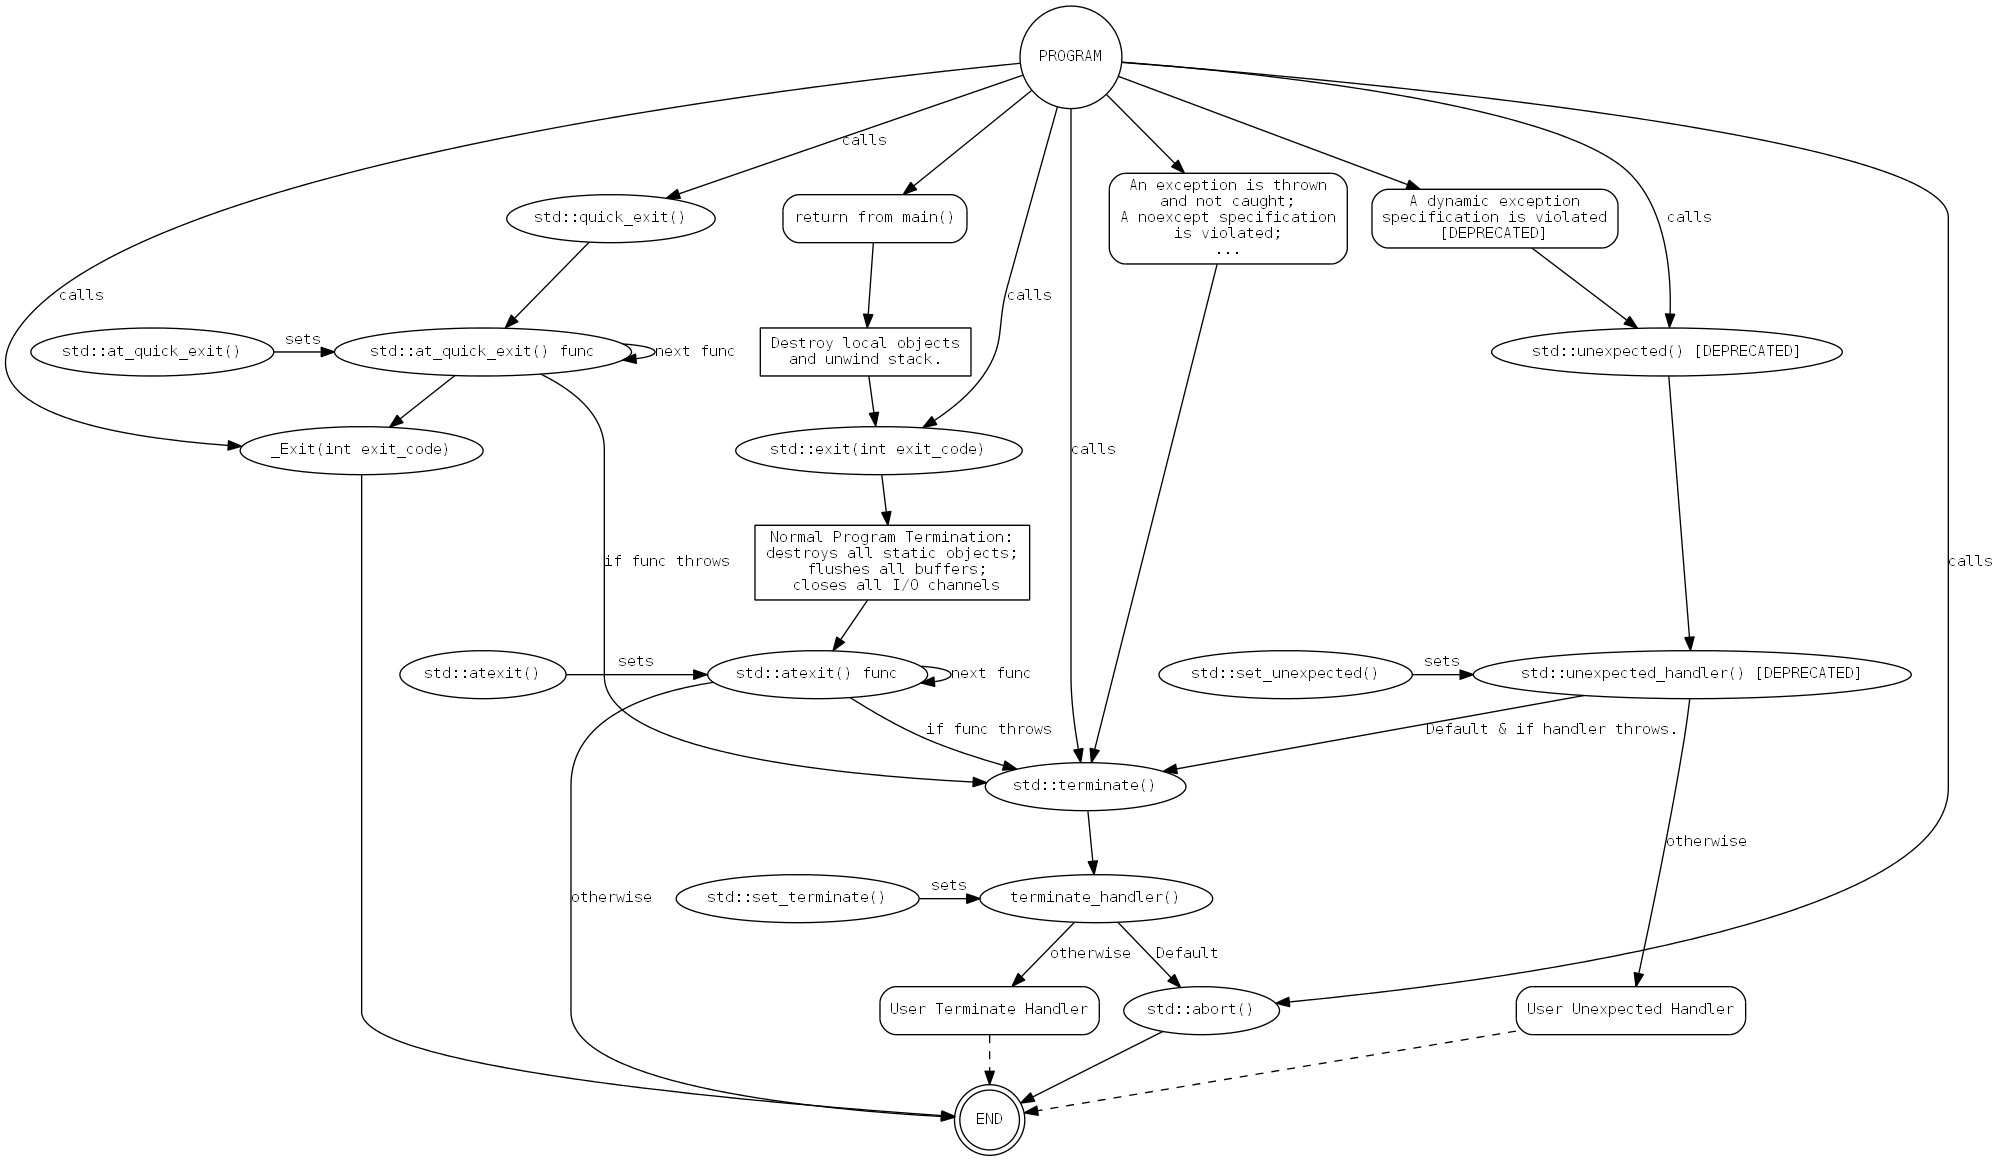 PROGRAM
calls
An exception is thrown
and not caught;
A noexcept specification
is violated;
...
A dynamic exception
specification is violated
[DEPRECATED]
std::quick_exit()
return from main()
calls
calls
calls
std::at_quick_exit()
sets
std::at_quick_exit() func
next func
Destroy local objects
and unwind stack.
std::unexpected() [DEPRECATED]
_Exit(int exit_code)
std::exit(int exit_code)
calls
Normal Program Termination:
destroys all static objects;
flushes all buffers;
closes all I/O channels
if func throws
calls
std::atexit()
sets
std::atexit() func
next func
std::set_unexpected()
sets
std::unexpected_handler() [DEPRECATED]
if func throws
Default & if handler throws.
std::terminate()
otherwise
otherwise
std::set_terminate()
sets
terminate_handler()
otherwise
Default
User Terminate Handler
std::abort()
User Unexpected Handler
END